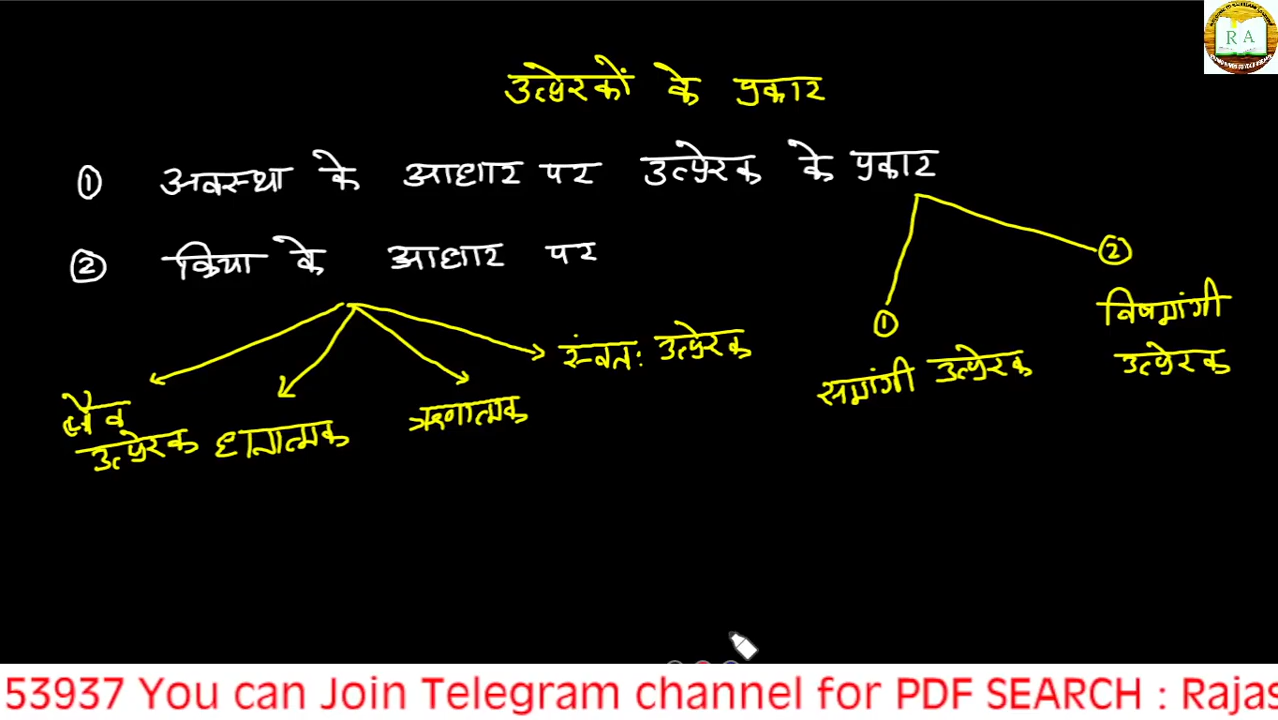 R A
उत्प्रेरकों के प्रकार
① अवस्था के आधार पर उत्प्रेरक के प्रकार
② क्रिया के आधार पर
②
विषमांगी
उत्प्रेरक
①
समांगी उत्प्रेरक
स्वतः उत्प्रेरक
जैव
उत्प्रेरक
धनात्मक
ऋणात्मक
53937 You can Join Telegram channel for PDF SEARCH : Rajas